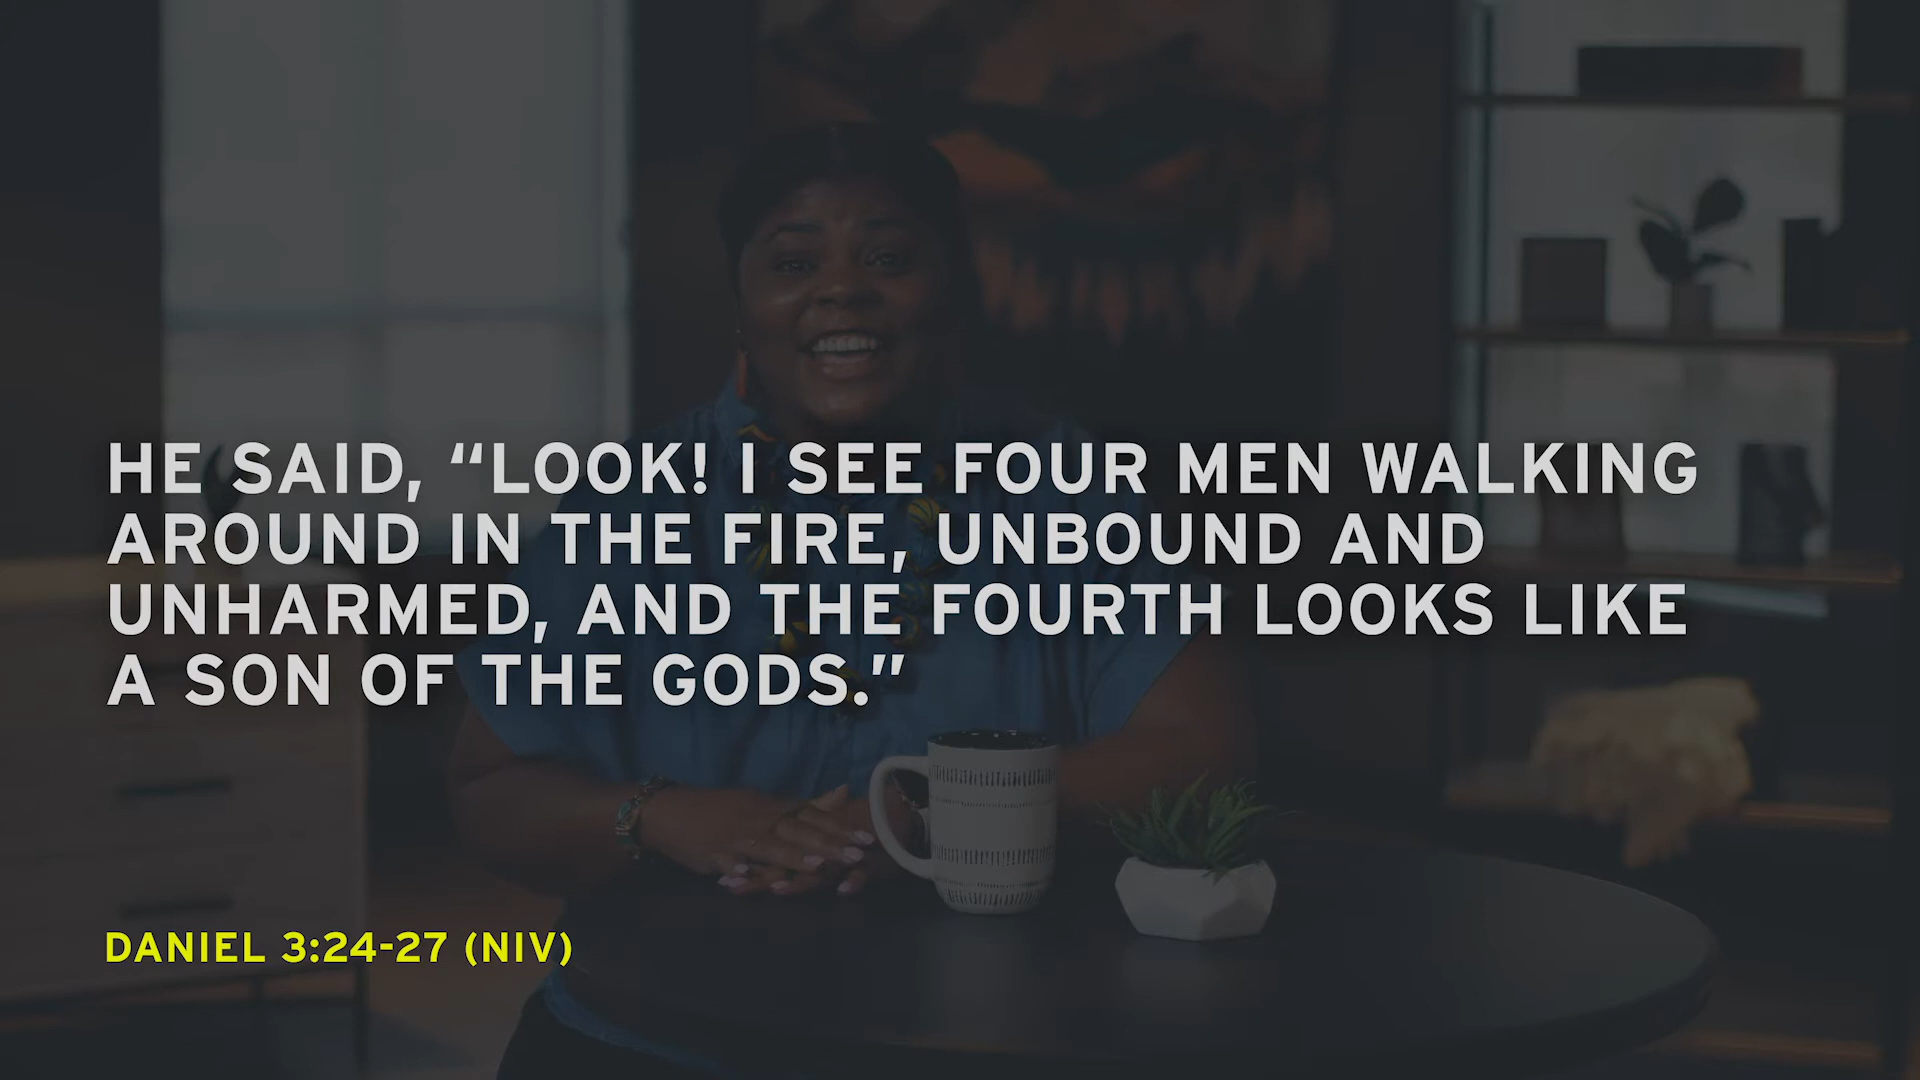 HE SAID, “LOOK! I SEE FOUR MEN WALKING
AROUND IN THE FIRE, UNBOUND AND
UNHARMED, AND THE FOURTH LOOKS LIKE
A SON OF THE GODS.”
DANIEL 3:24-27 (NIV)